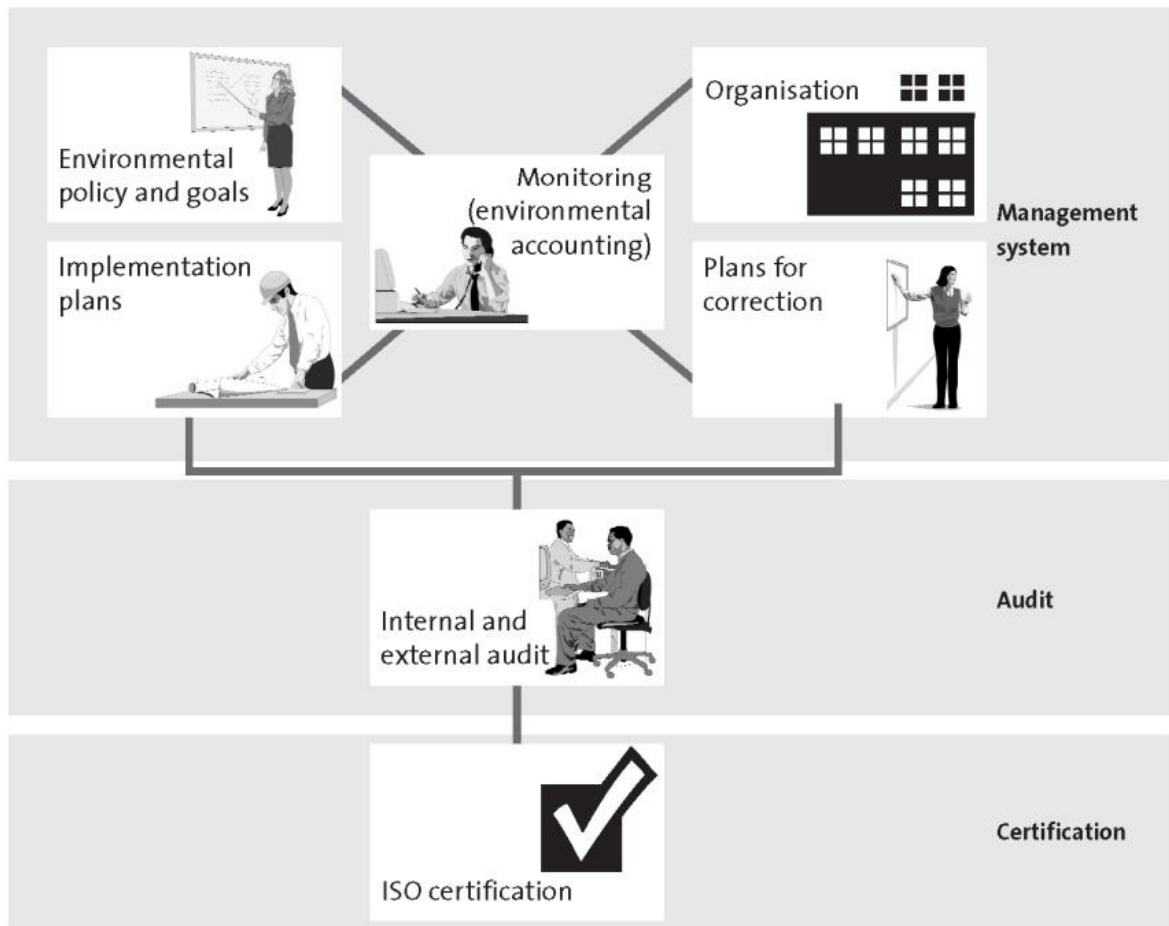 Environmental
policy and goals
Monitoring
(environmental
accounting)
Organisation
Management
system
Implementation
plans
Plans for
correction
Internal and
external audit
Audit
ISO certification
Certification